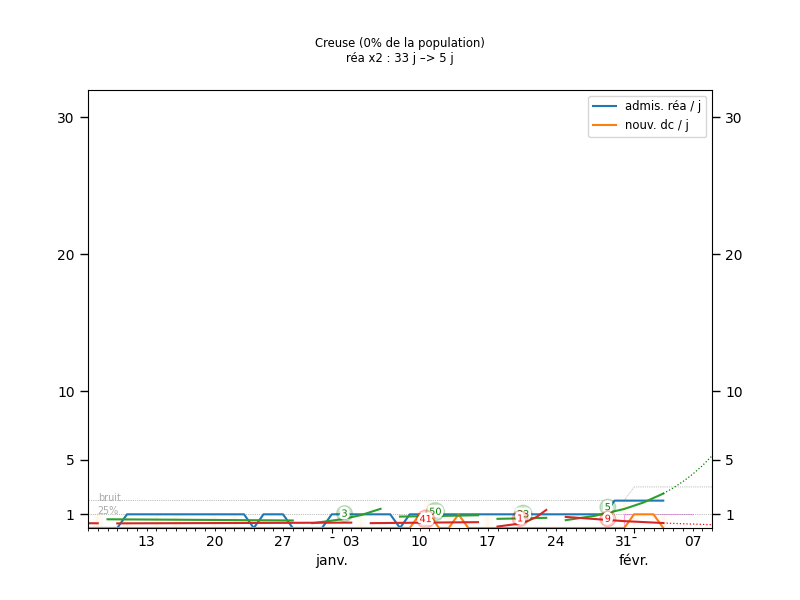 Creuse (0% de la population)
réa x2 : 33 j –> 5 j
admis. réa / j
nouv. dc / j
30 30
20 20
10 10
5 5
1 1
bruit
25%
3
50
41
1
5
9
13 20 27 - 03 10 17 24 31 - 07
janv. févr.